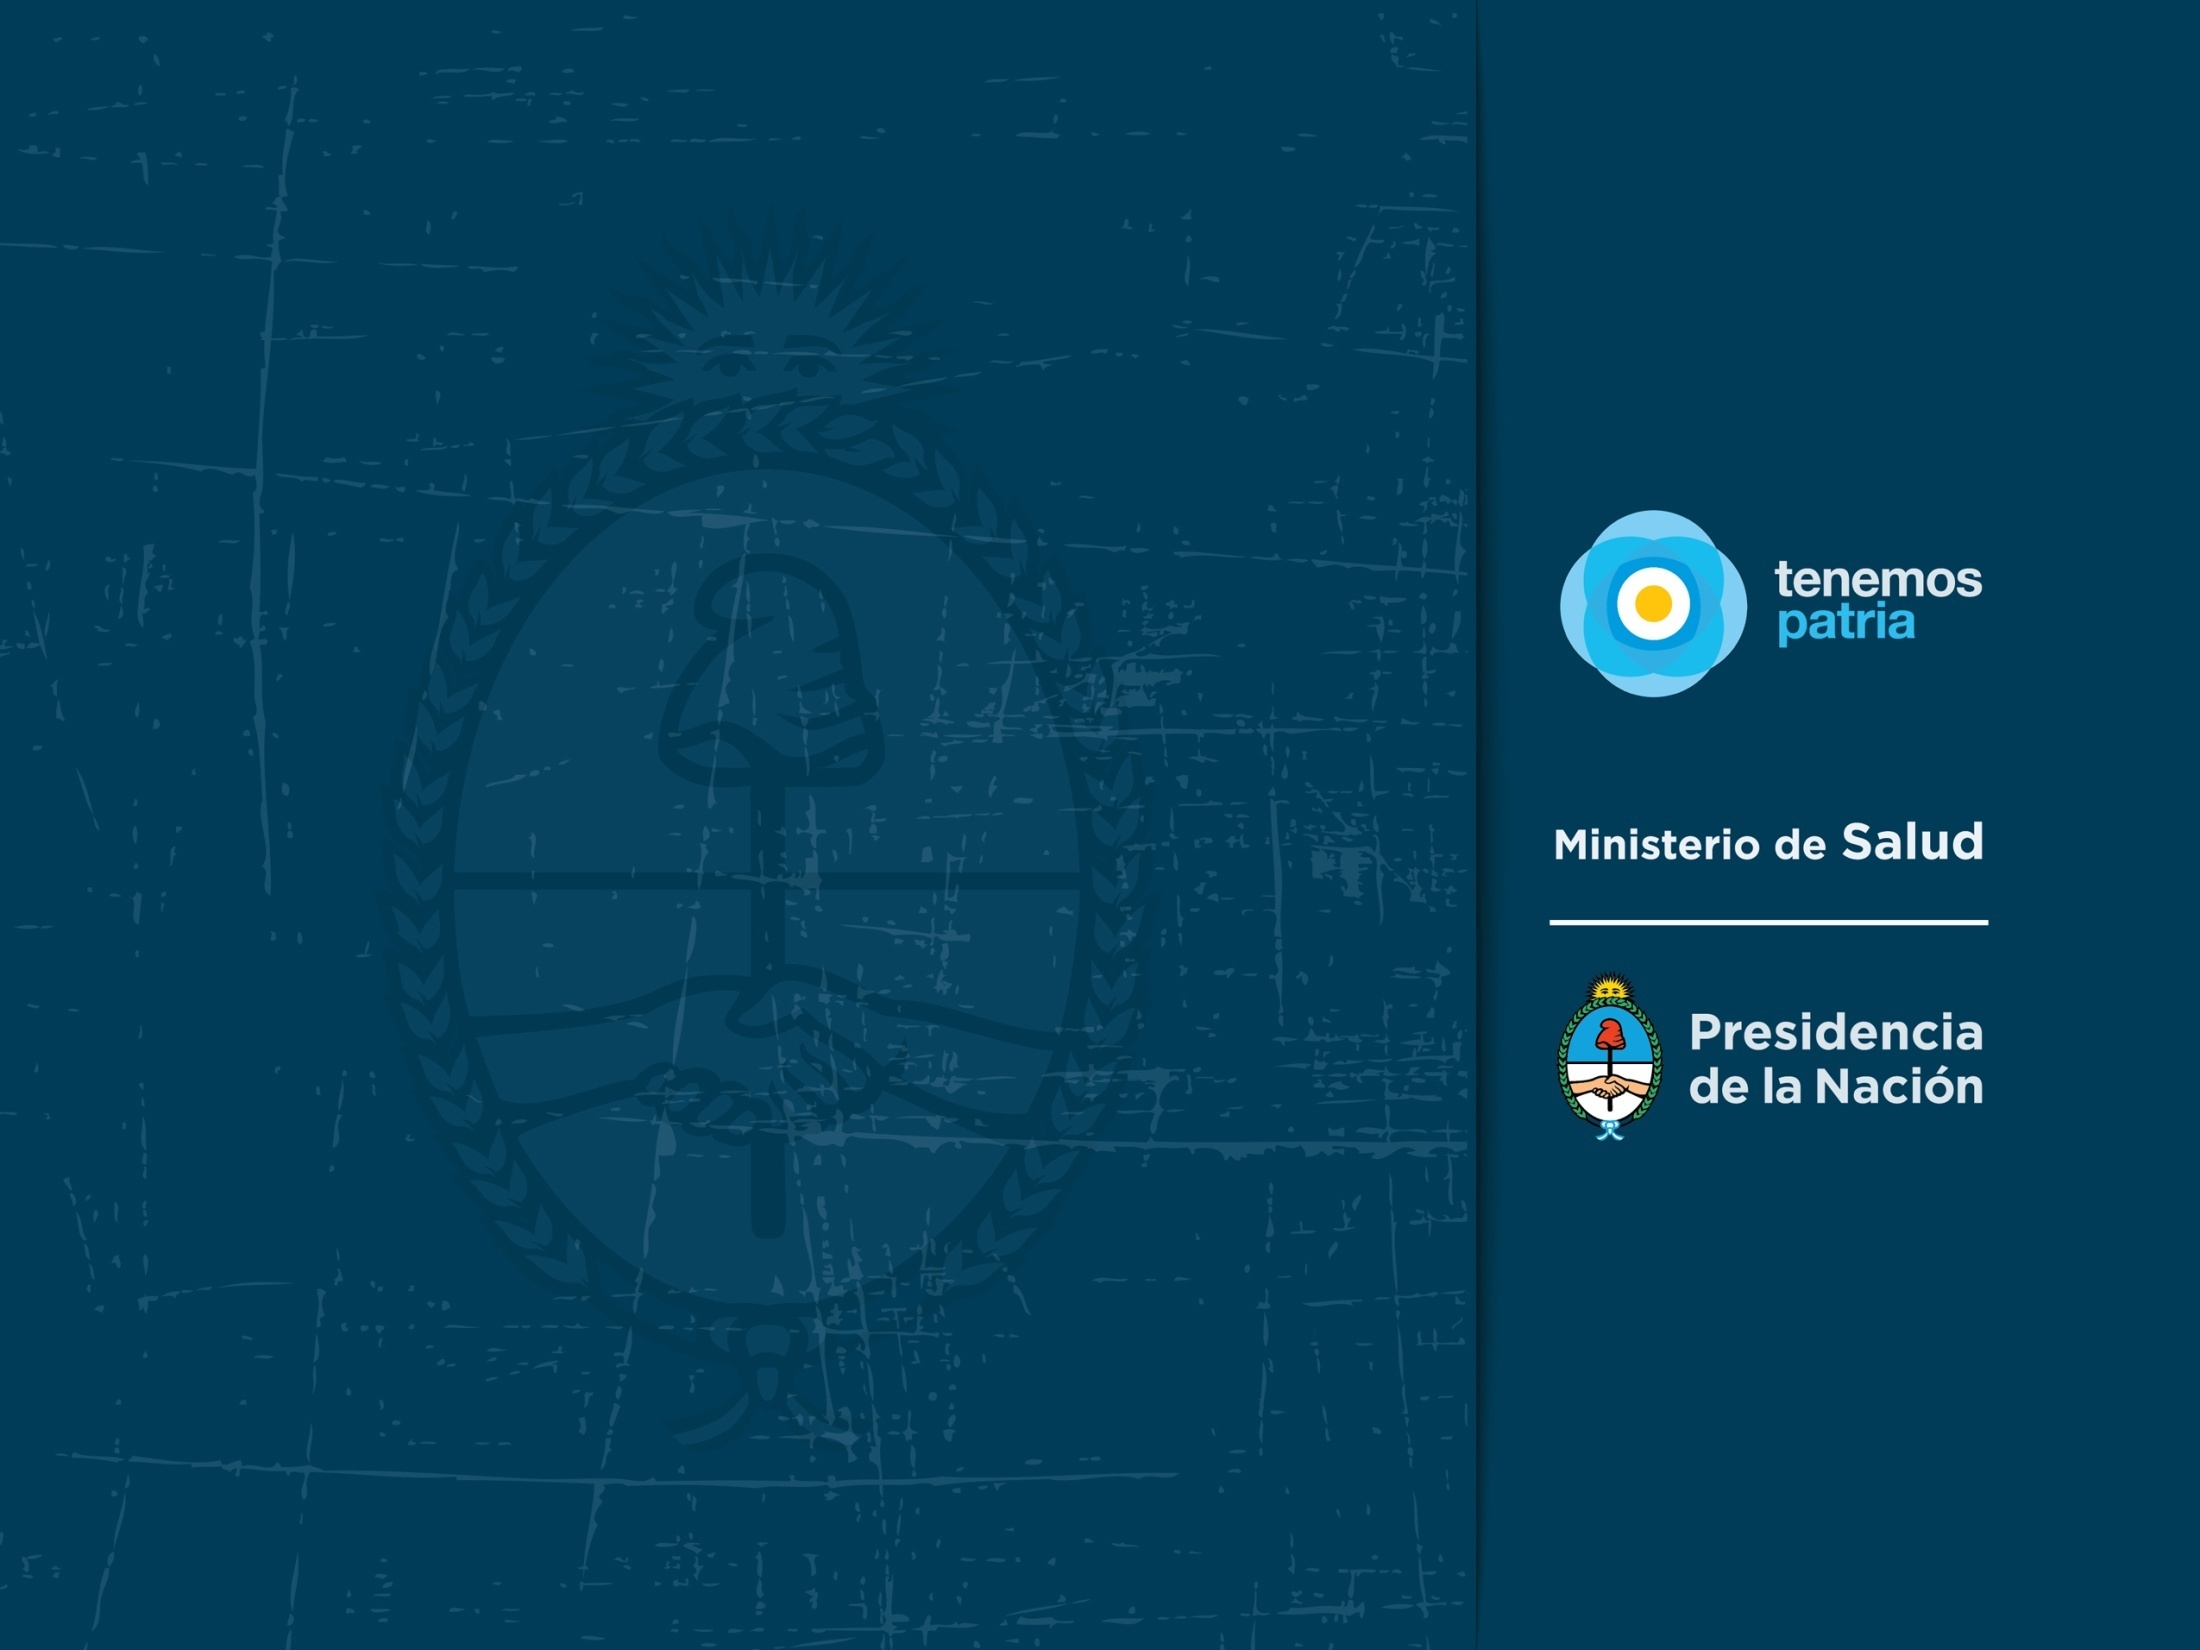 tenemos
patria
Ministerio de Salud
Presidencia
de la Nación